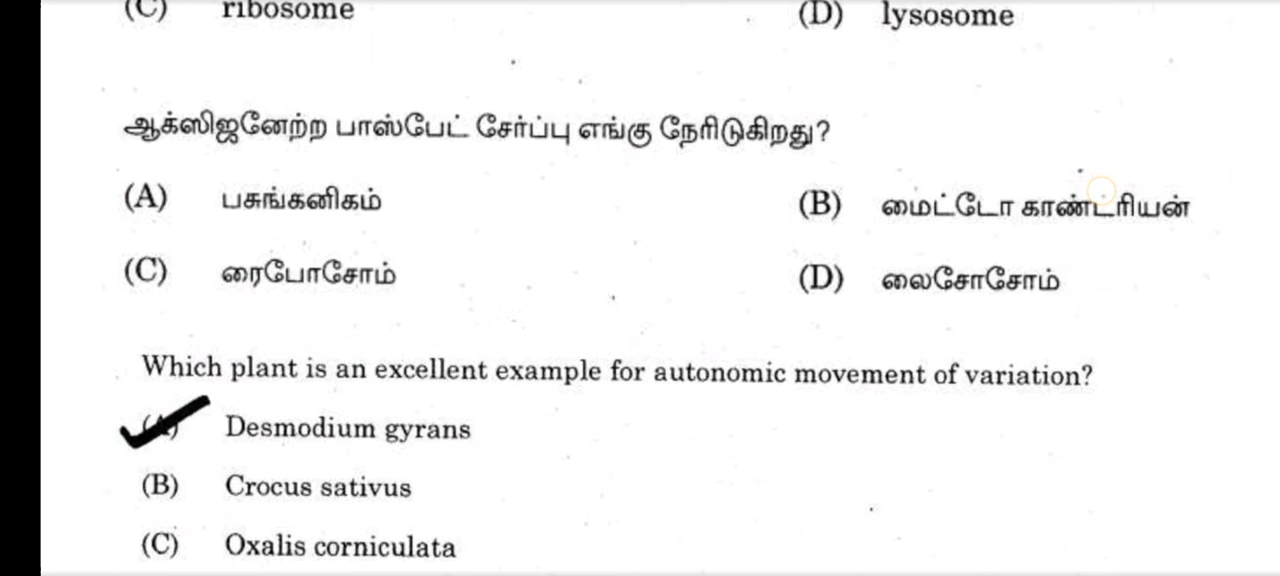 (C) ribosome (D) lysosome
ஆக்ஸிஜனேற்ற பாஸ்பேட் சேர்ப்பு எங்கு நேரிடுகிறது?
(A) பசுங்கனிகம் (B) மைட்டோ காண்ட்ரியன்
(C) ரைபோசோம் (D) லைசோசோம்
Which plant is an excellent example for autonomic movement of variation?
(A) Desmodium gyrans
(B) Crocus sativus
(C) Oxalis corniculata